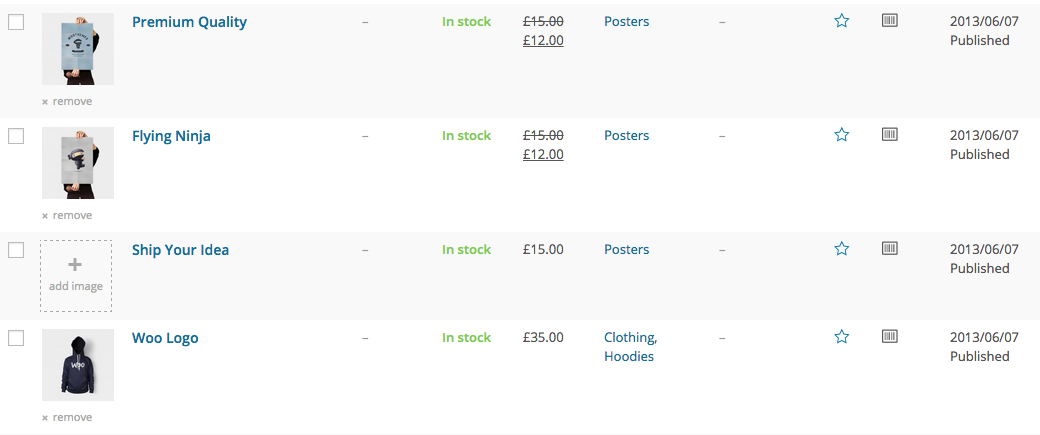 Premium Quality – In stock £15.00 Posters – 2013/06/07
£12.00 Published
× remove
Flying Ninja – In stock £15.00 Posters – 2013/06/07
£12.00 Published
× remove
Ship Your Idea – In stock £15.00 Posters – 2013/06/07
Published
+
add image
Woo Logo – In stock £35.00 Clothing, – 2013/06/07
Hoodies Published
Woo
× remove